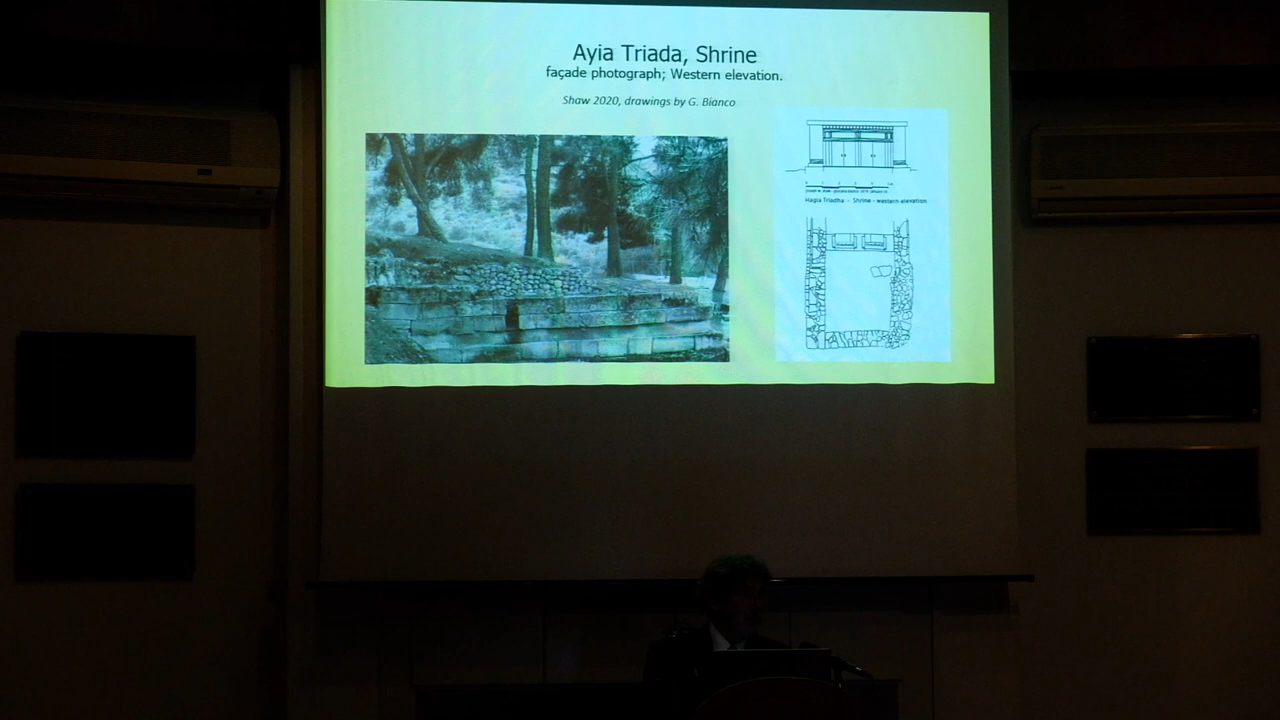 Ayia Triada, Shrine
façade photograph; Western elevation.
Shaw 2020, drawings by G. Bianco
Hagia Triadha - Shrine - western elevation